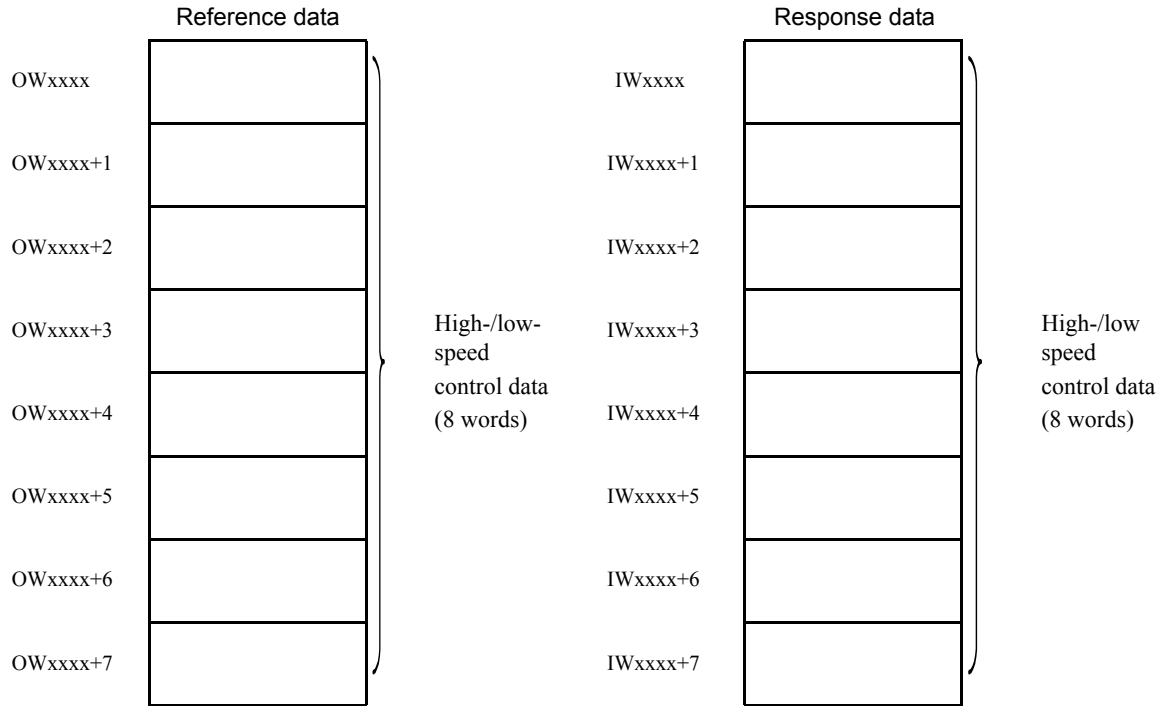 Reference data
OWxxxx
OWxxxx+1
OWxxxx+2
OWxxxx+3
OWxxxx+4
OWxxxx+5
OWxxxx+6
OWxxxx+7
High-/low-
speed
control data
(8 words)
Response data
IWxxxx
IWxxxx+1
IWxxxx+2
IWxxxx+3
IWxxxx+4
IWxxxx+5
IWxxxx+6
IWxxxx+7
High-/low
speed
control data
(8 words)